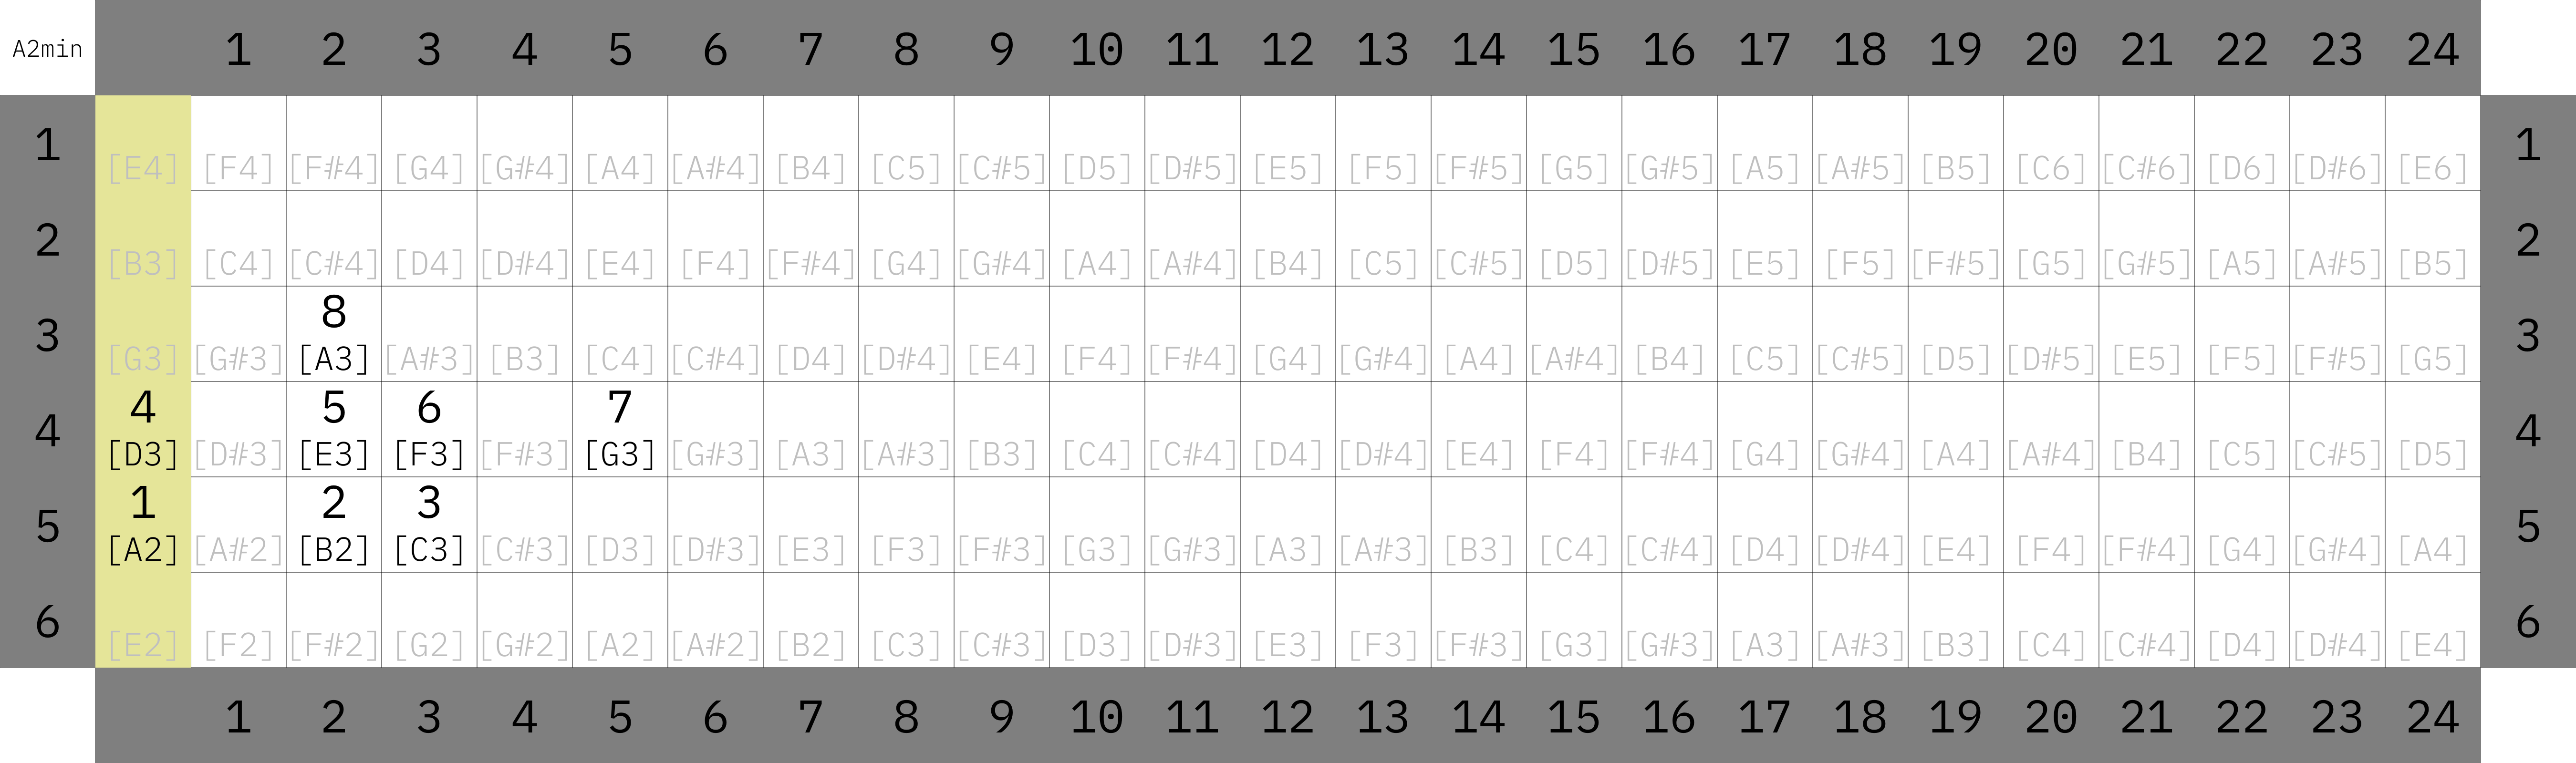 A2min 1 2 3 4 5 6 7 8 9 10 11 12 13 14 15 16 17 18 19 20 21 22 23 24
1 [E4] [F4] [F#4] [G4] [G#4] [A4] [A#4] [B4] [C5] [C#5] [D5] [D#5] [E5] [F5] [F#5] [G5] [G#5] [A5] [A#5] [B5] [C6] [C#6] [D6] [D#6] [E6] 1
2 [B3] [C4] [C#4] [D4] [D#4] [E4] [F4] [F#4] [G4] [G#4] [A4] [A#4] [B4] [C5] [C#5] [D5] [D#5] [E5] [F5] [F#5] [G5] [G#5] [A5] [A#5] [B5] 2
8
3 [G3] [G#3] [A3] [A#3] [B3] [C4] [C#4] [D4] [D#4] [E4] [F4] [F#4] [G4] [G#4] [A4] [A#4] [B4] [C5] [C#5] [D5] [D#5] [E5] [F5] [F#5] [G5] 3
4 5 6 7
4 [D3] [D#3] [E3] [F3] [F#3] [G3] [G#3] [A3] [A#3] [B3] [C4] [C#4] [D4] [D#4] [E4] [F4] [F#4] [G4] [G#4] [A4] [A#4] [B4] [C5] [C#5] [D5] 4
1 2 3
5 [A2] [A#2] [B2] [C3] [C#3] [D3] [D#3] [E3] [F3] [F#3] [G3] [G#3] [A3] [A#3] [B3] [C4] [C#4] [D4] [D#4] [E4] [F4] [F#4] [G4] [G#4] [A4] 5
6 [E2] [F2] [F#2] [G2] [G#2] [A2] [A#2] [B2] [C3] [C#3] [D3] [D#3] [E3] [F3] [F#3] [G3] [G#3] [A3] [A#3] [B3] [C4] [C#4] [D4] [D#4] [E4] 6
1 2 3 4 5 6 7 8 9 10 11 12 13 14 15 16 17 18 19 20 21 22 23 24